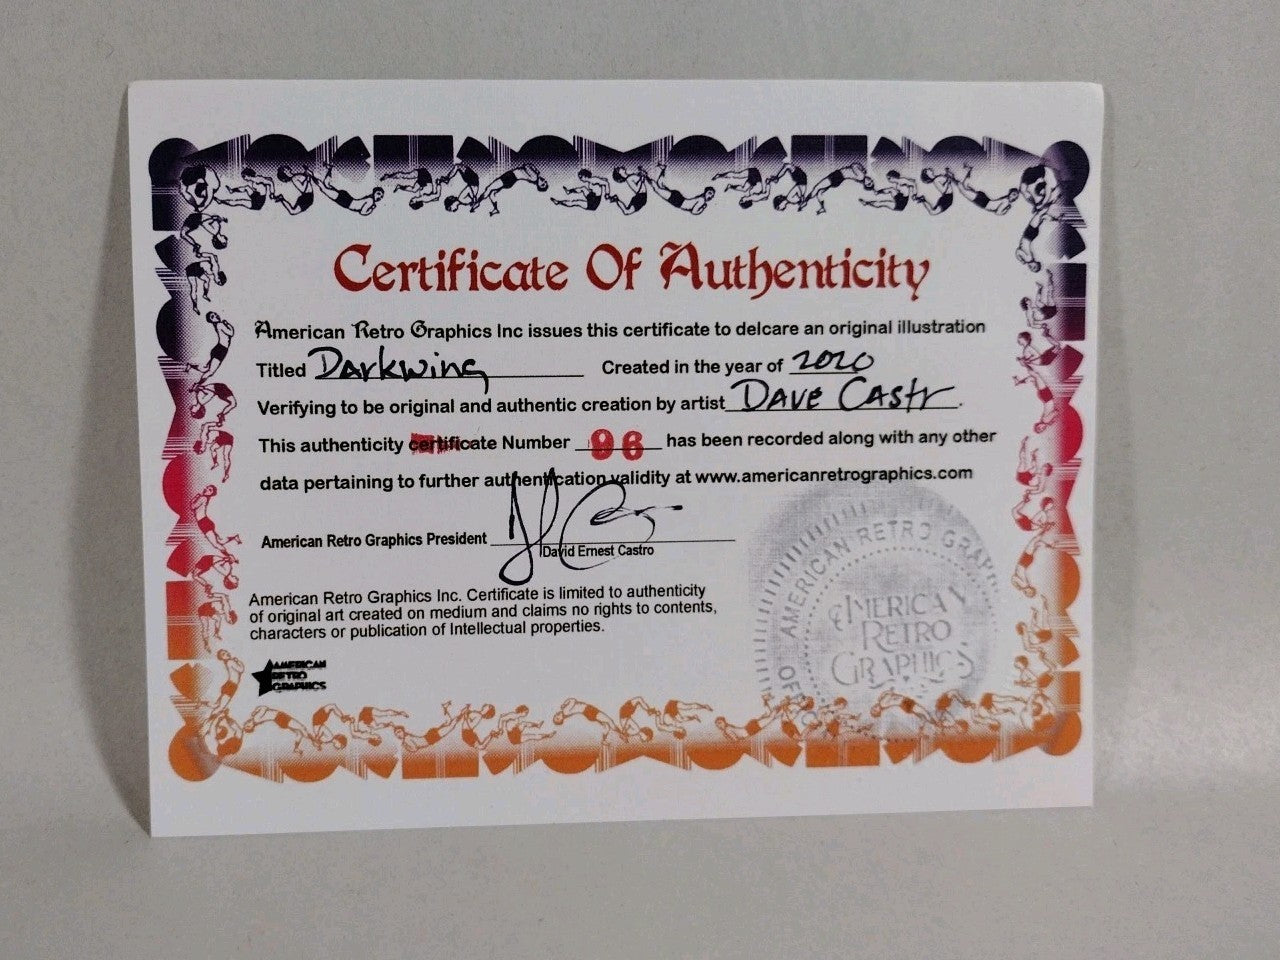 Certificate Of Authenticity
American Retro Graphics Inc issues this certificate to delcare an original illustration
Titled Darkwing Created in the year of 2020
Verifying to be original and authentic creation by artist DAVE CASTr.
This authenticity certificate Number 96 has been recorded along with any other
data pertaining to further authentication validity at www.americanretrographics.com
American Retro Graphics President
David Ernest Castro
American Retro Graphics Inc. Certificate is limited to authenticity
of original art created on medium and claims no rights to contents,
characters or publication of Intellectual properties.
AMERICAN
RETRO
GRAPHICS
AMERICAN RETRO GRAPH
AMERICAN
RETRO
GRAPHICS